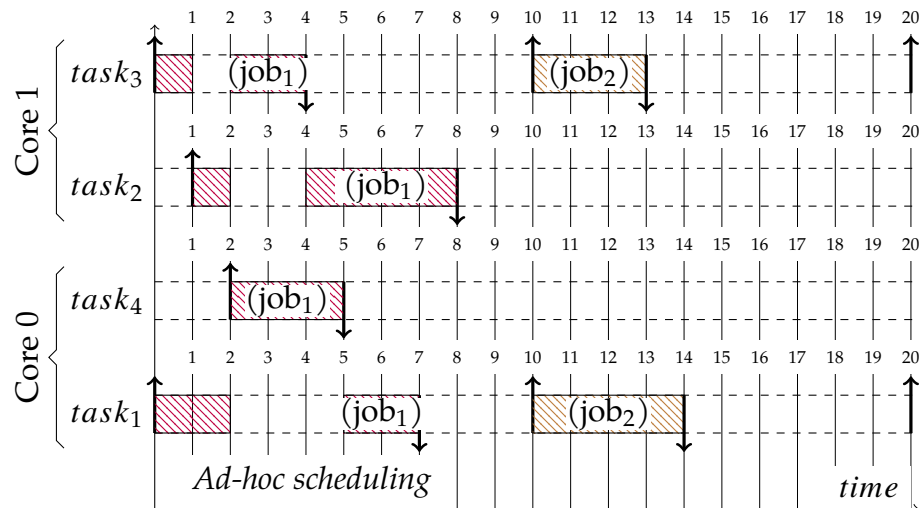 1 2 3 4 5 6 7 8 9 10 11 12 13 14 15 16 17 18 19 20
Core 1
task3 (job1) (job2)
1 2 3 4 5 6 7 8 9 10 11 12 13 14 15 16 17 18 19 20
task2 (job1)
1 2 3 4 5 6 7 8 9 10 11 12 13 14 15 16 17 18 19 20
Core 0
task4 (job1)
1 2 3 4 5 6 7 8 9 10 11 12 13 14 15 16 17 18 19 20
task1 (job1) (job2)
Ad-hoc scheduling time